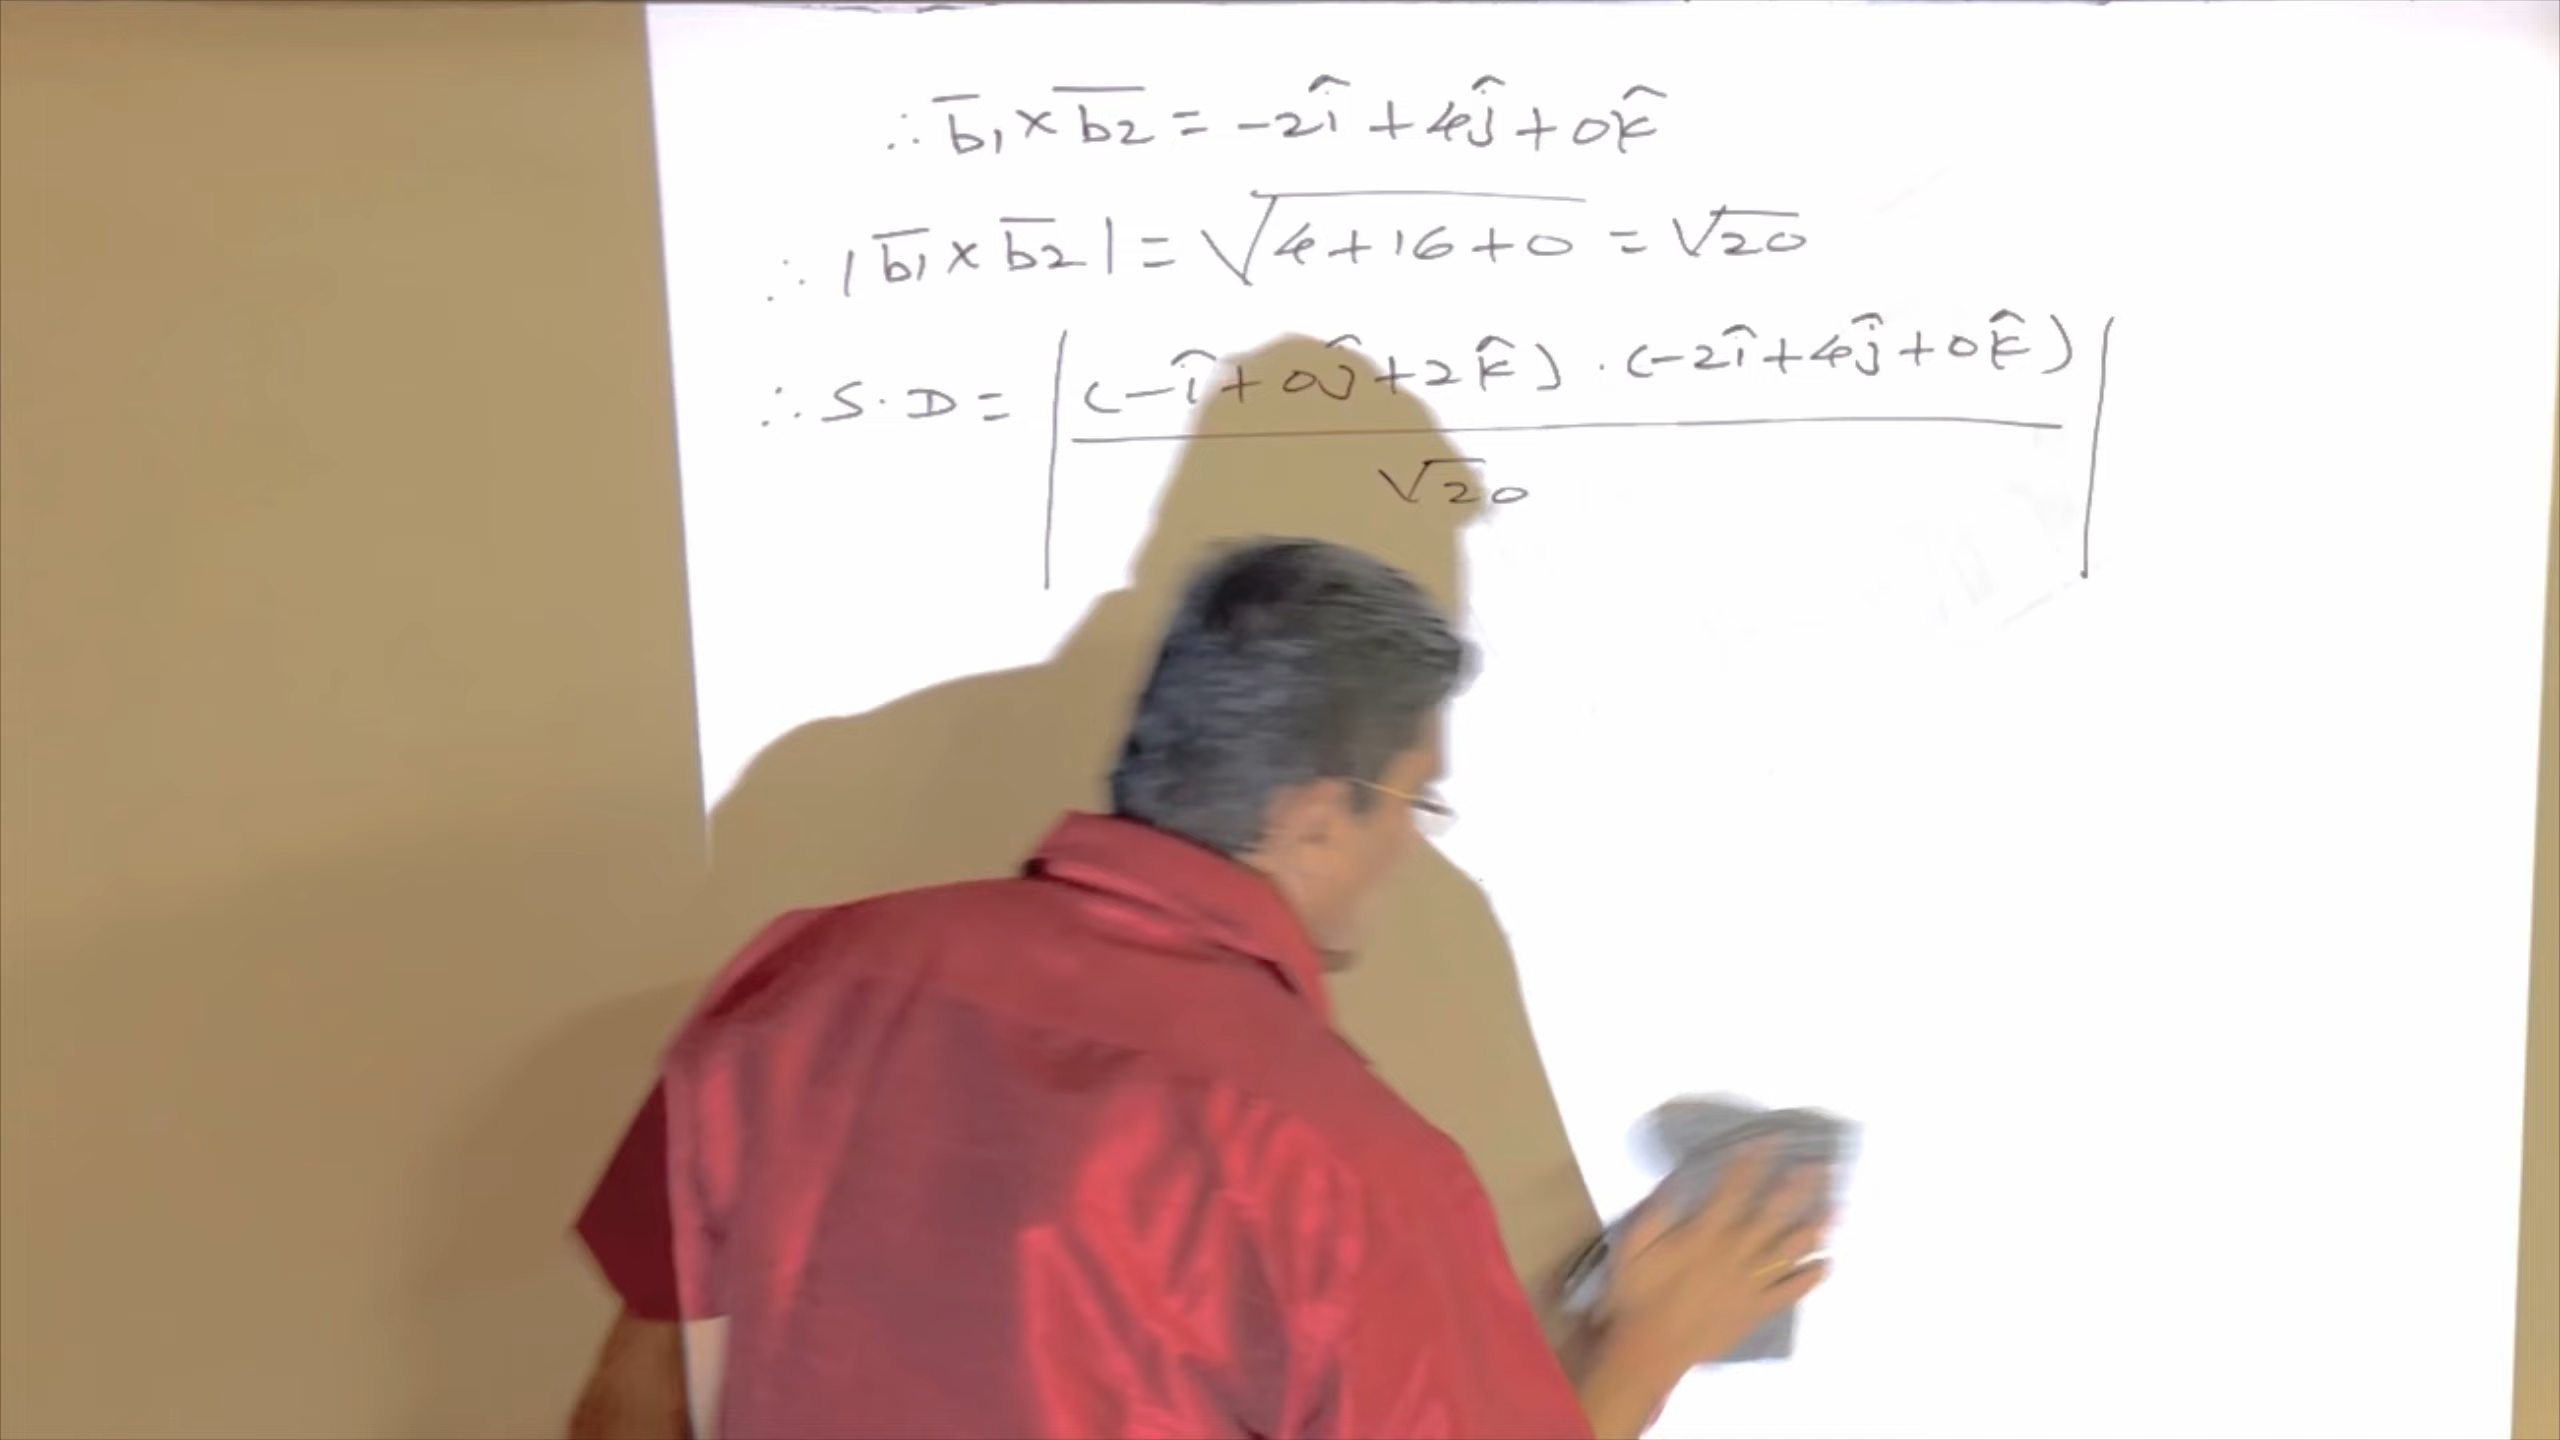 ∴ b̅₁ × b̅₂ = -2î + 4ĵ + 0k̂
∴ |b̅₁ × b̅₂| = √(4+16+0) = √20
∴ S.D = | (-î + 0ĵ + 2k̂) . (-2î + 4ĵ + 0k̂) / √20 |